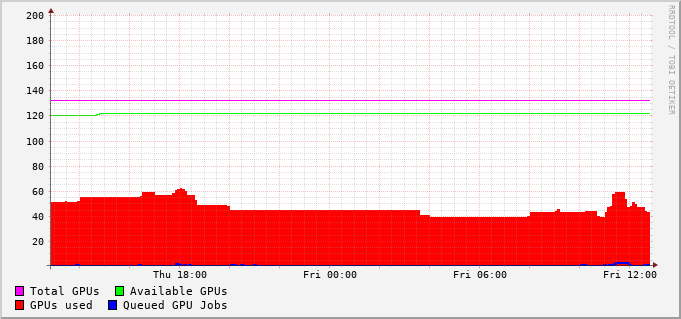 200
180
160
140
120
100
80
60
40
20
Thu 18:00 Fri 00:00 Fri 06:00 Fri 12:00
Total GPUs Available GPUs
GPUs used Queued GPU Jobs
RRDTOOL / TOBI OETIKER